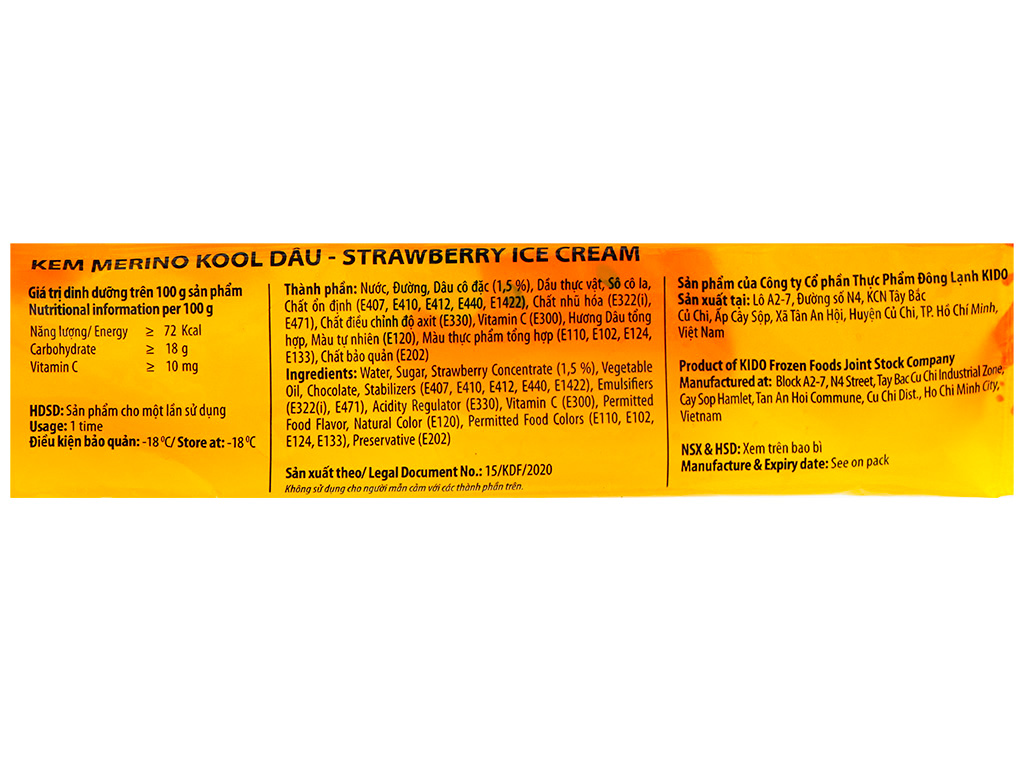 KEM MERINO KOOL DÂU - STRAWBERRY ICE CREAM
Giá trị dinh dưỡng trên 100 g sản phẩm
Nutritional information per 100 g
Năng lượng/ Energy ≥ 72 Kcal
Carbohydrate ≥ 18 g
Vitamin C ≥ 10 mg
HDSD: Sản phẩm cho một lần sử dụng
Usage: 1 time
Điều kiện bảo quản: -18 ⁰C/ Store at: -18 ⁰C
Thành phần: Nước, Đường, Dâu cô đặc (1,5 %), Dầu thực vật, Sô cô la,
Chất ổn định (E407, E410, E412, E440, E1422), Chất nhũ hóa (E322(i),
E471), Chất điều chỉnh độ axit (E330), Vitamin C (E300), Hương Dâu tổng
hợp, Màu tự nhiên (E120), Màu thực phẩm tổng hợp (E110, E102, E124,
E133), Chất bảo quản (E202)
Ingredients: Water, Sugar, Strawberry Concentrate (1,5 %), Vegetable
Oil, Chocolate, Stabilizers (E407, E410, E412, E440, E1422), Emulsifiers
(E322(i), E471), Acidity Regulator (E330), Vitamin C (E300), Permitted
Food Flavor, Natural Color (E120), Permitted Food Colors (E110, E102,
E124, E133), Preservative (E202)
Sản xuất theo/ Legal Document No.: 15/KDF/2020
Không sử dụng cho người mẫn cảm với các thành phần trên.
Sản phẩm của Công ty Cổ phần Thực Phẩm Đông Lạnh KIDO
Sản xuất tại: Lô A2-7, Đường số N4, KCN Tây Bắc
Củ Chi, Ấp Cây Sộp, Xã Tân An Hội, Huyện Củ Chi, TP. Hồ Chí Minh,
Việt Nam
Product of KIDO Frozen Foods Joint Stock Company
Manufactured at: Block A2-7, N4 Street, Tay Bac Cu Chi Industrial Zone,
Cay Sop Hamlet, Tan An Hoi Commune, Cu Chi Dist., Ho Chi Minh City,
Vietnam
NSX & HSD: Xem trên bao bì
Manufacture & Expiry date: See on pack